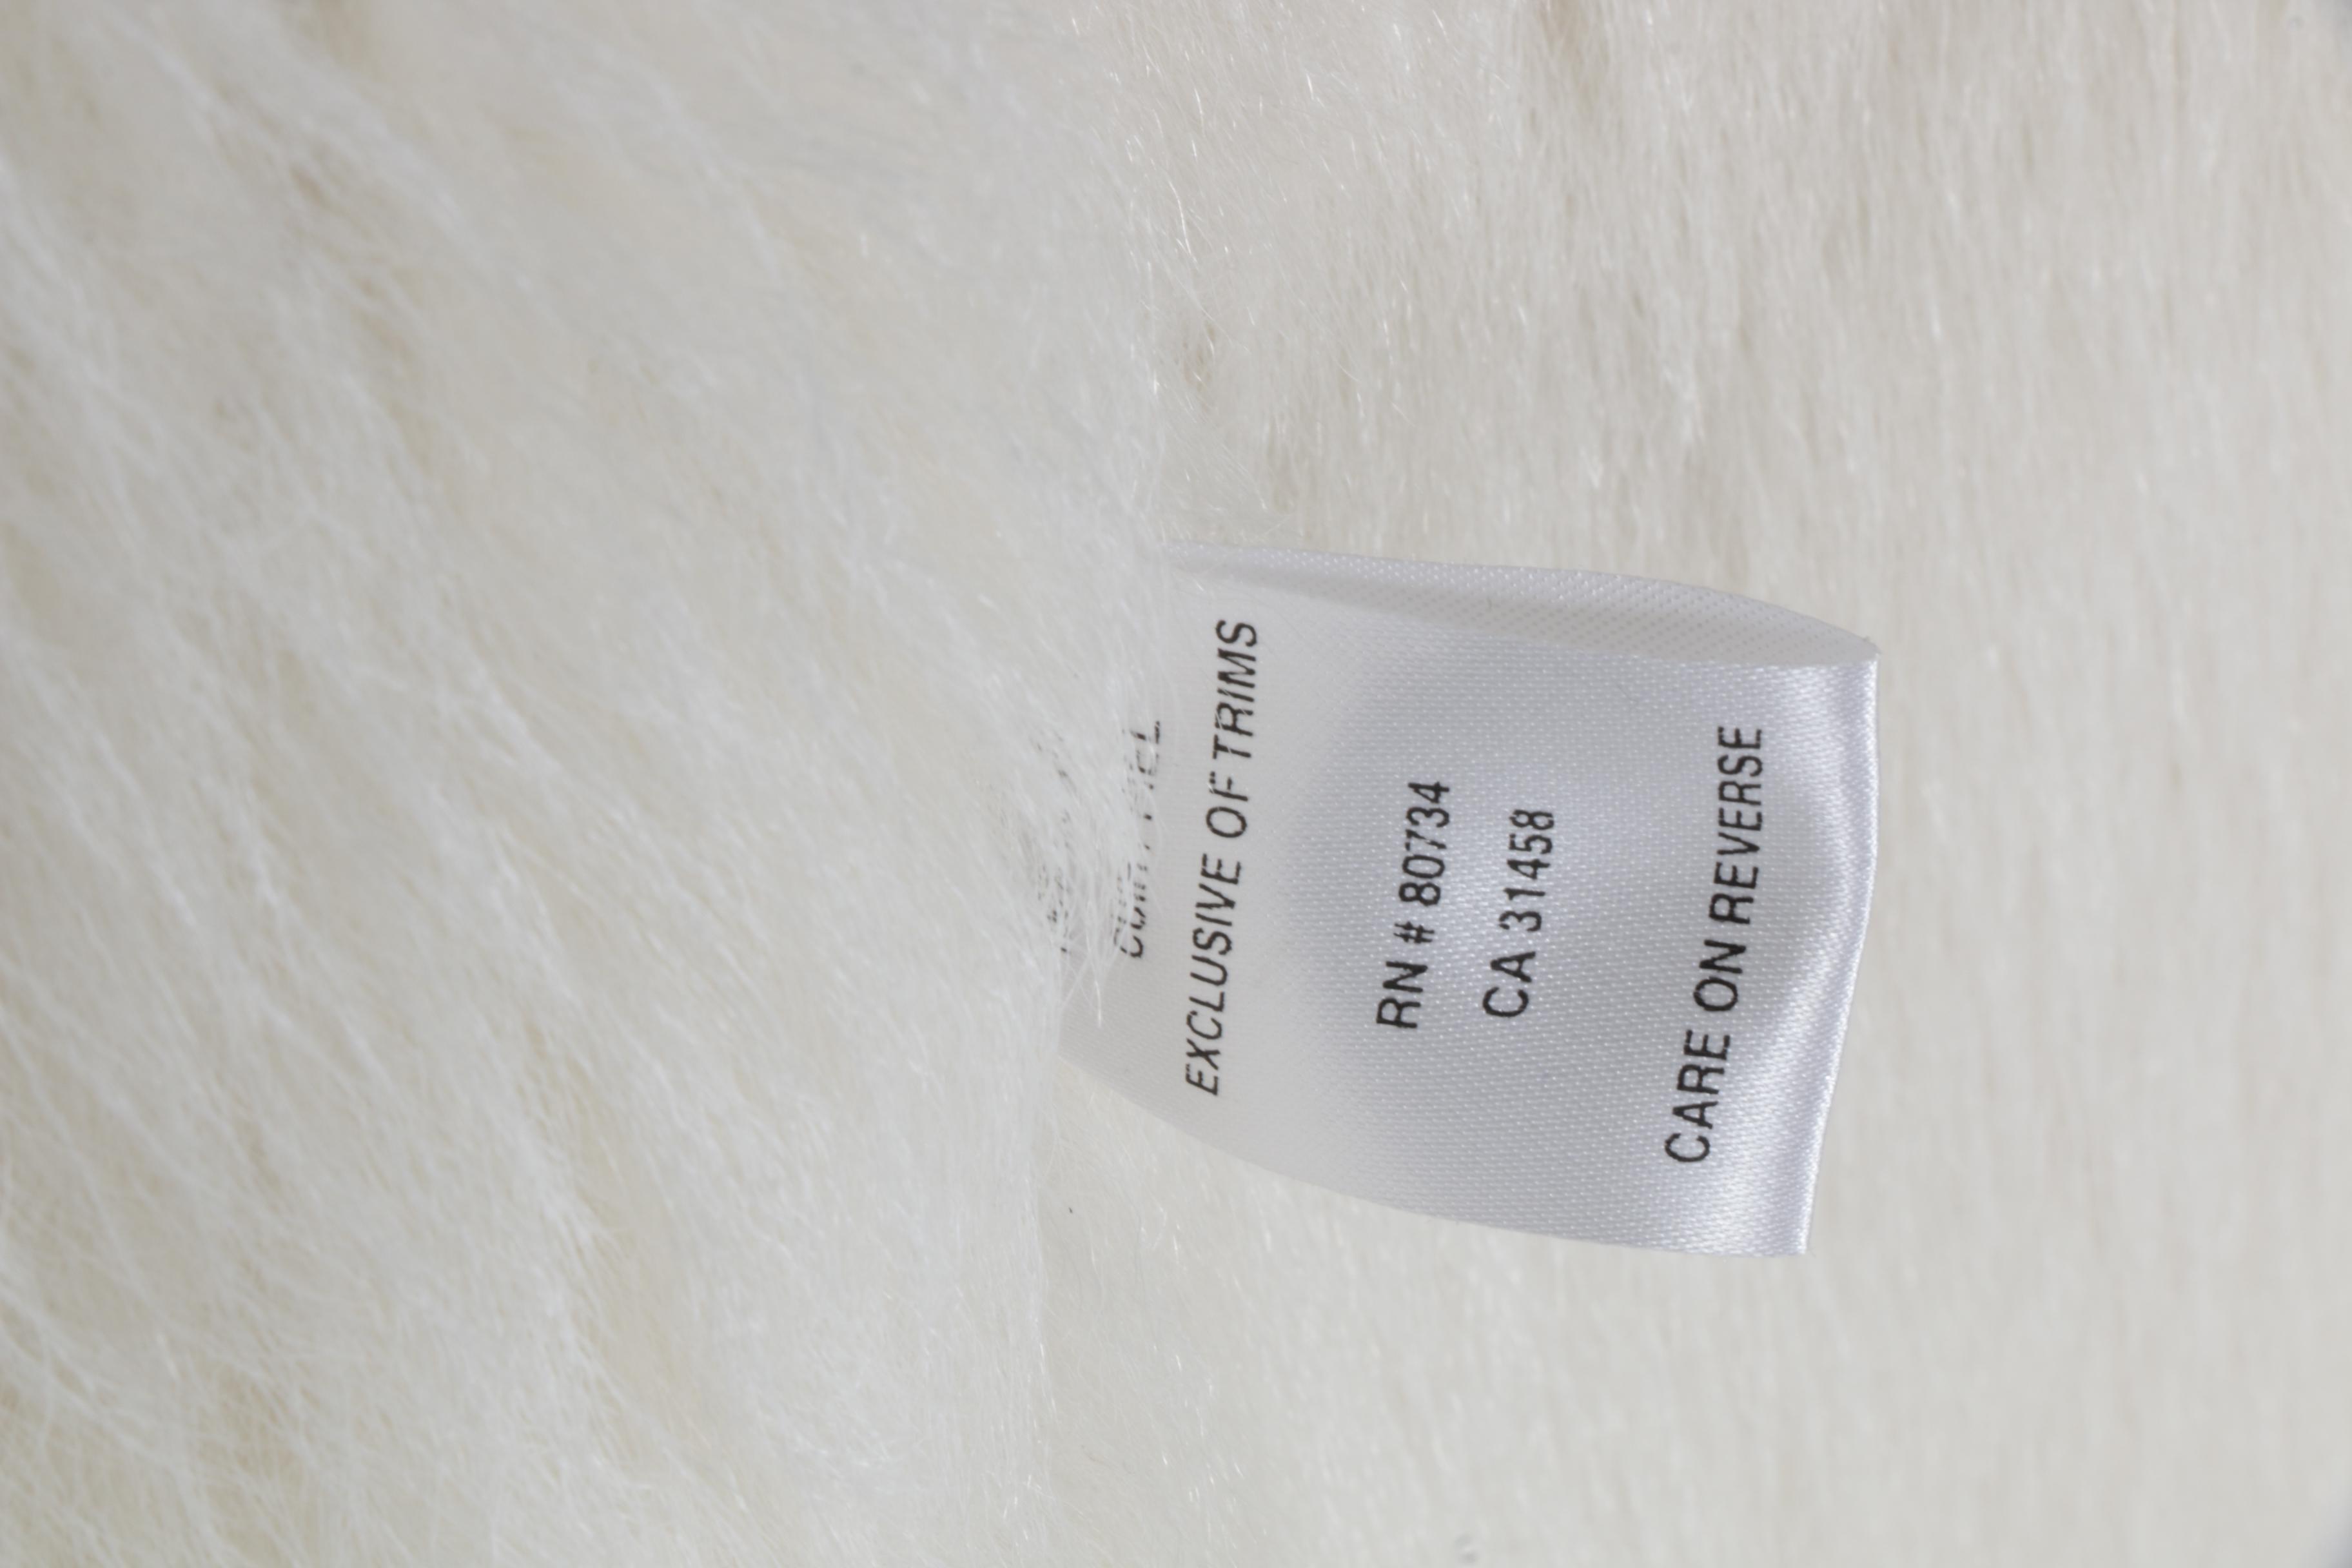 EXCLUSIVE OF TRIMS
RN # 80734
CA 31458
CARE ON REVERSE